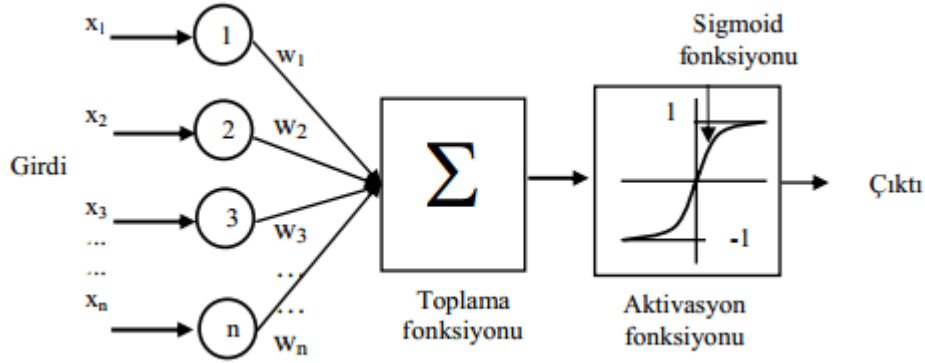 Girdi
x1
x2
x3
...
...
xn
1
2
3
n
w1
w2
w3
...
...
wn
Σ
Toplama
fonksiyonu
Sigmoid
fonksiyonu
1
-1
Aktivasyon
fonksiyonu
Çıktı